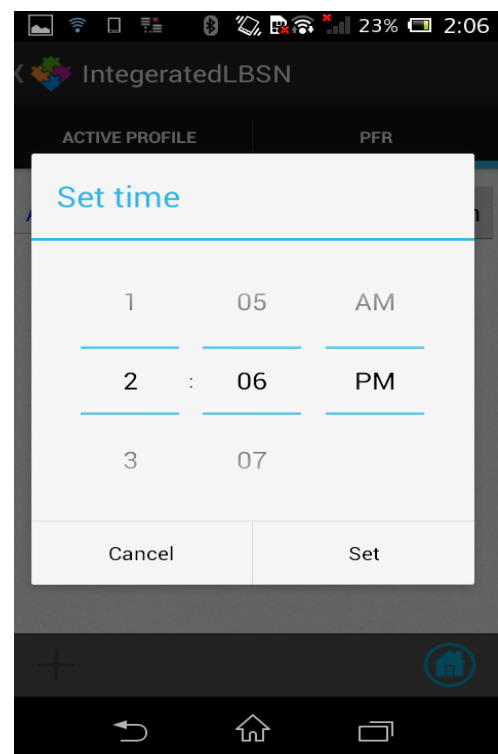 23% 2:06
IntegeratedLBSN
ACTIVE PROFILE PFR
Set time
1 05 AM
2 : 06 PM
3 07
Cancel Set